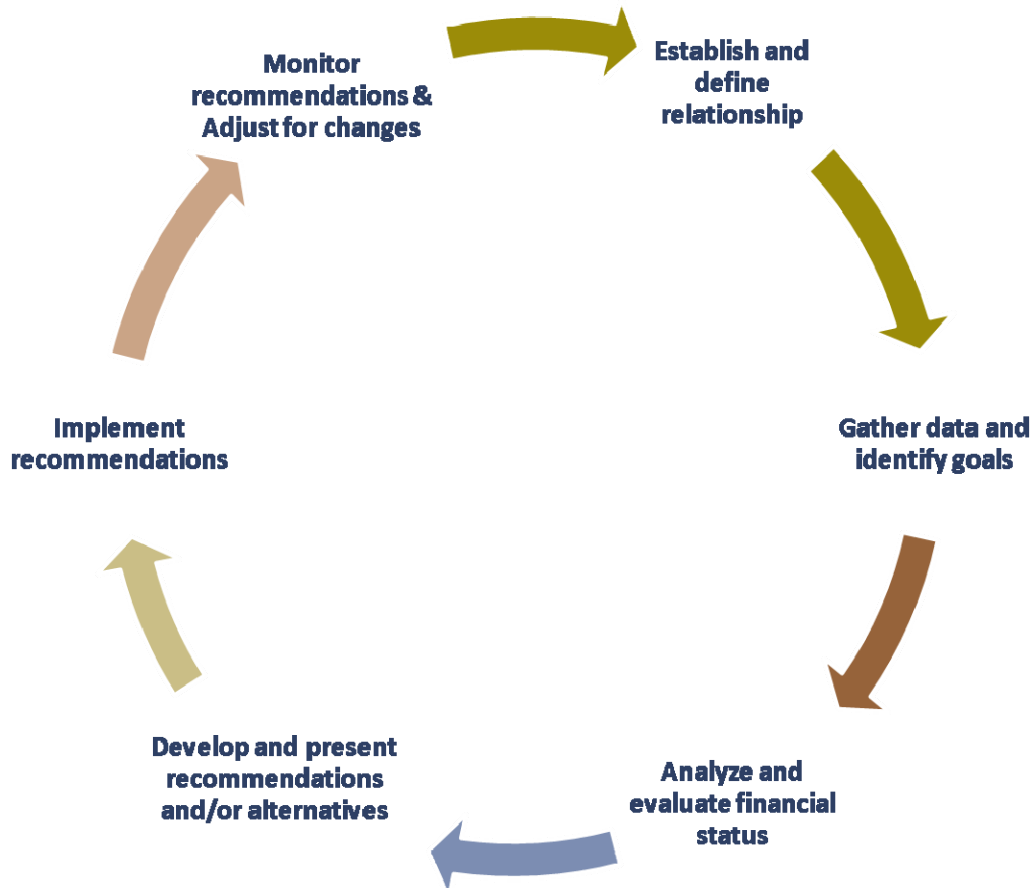 Establish and
define
relationship
Gather data and
identify goals
Analyze and
evaluate financial
status
Develop and present
recommendations
and/or alternatives
Implement
recommendations
Monitor
recommendations &
Adjust for changes